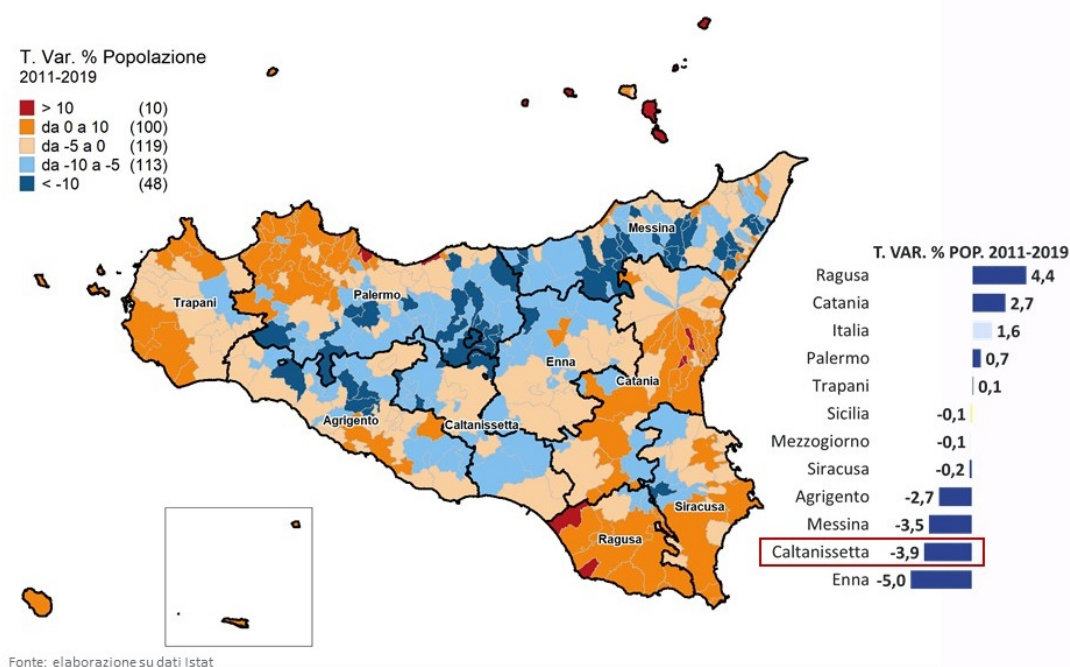 T. Var. % Popolazione
2011-2019
> 10 (10)
da 0 a 10 (100)
da -5 a 0 (119)
da -10 a -5 (113)
< -10 (48)
Messina
Trapani
Palermo
Enna
Catania
Agrigento
Caltanissetta
Siracusa
Ragusa
T. VAR. % POP. 2011-2019
Ragusa 4,4
Catania 2,7
Italia 1,6
Palermo 0,7
Trapani 0,1
Sicilia -0,1
Mezzogiorno -0,1
Siracusa -0,2
Agrigento -2,7
Messina -3,5
Caltanissetta -3,9
Enna -5,0
Fonte: elaborazione su dati Istat